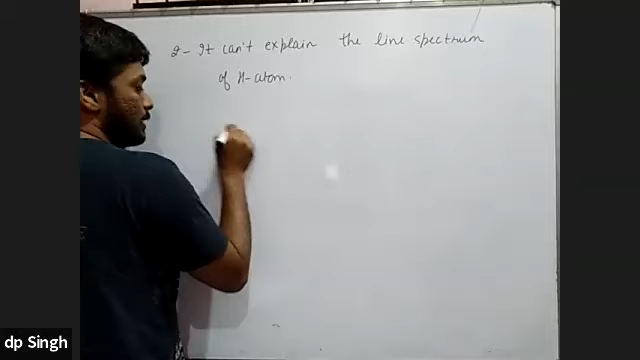 2- It can't explain the line spectrum
of H-atom.
dp Singh